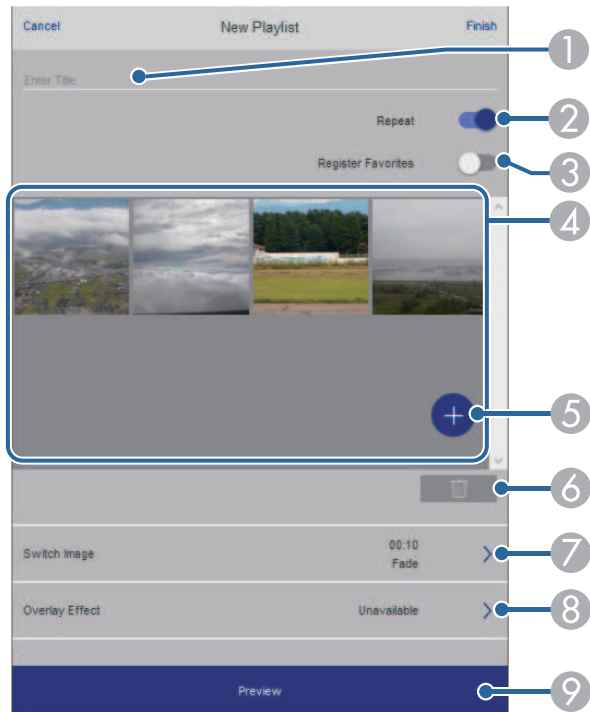 Cancel New Playlist Finish
1
Enter Title
Repeat
2
Register Favorites
3
4
+
5
6
Switch Image 00:10
Fade
7
Overlay Effect Unavailable
8
Preview
9